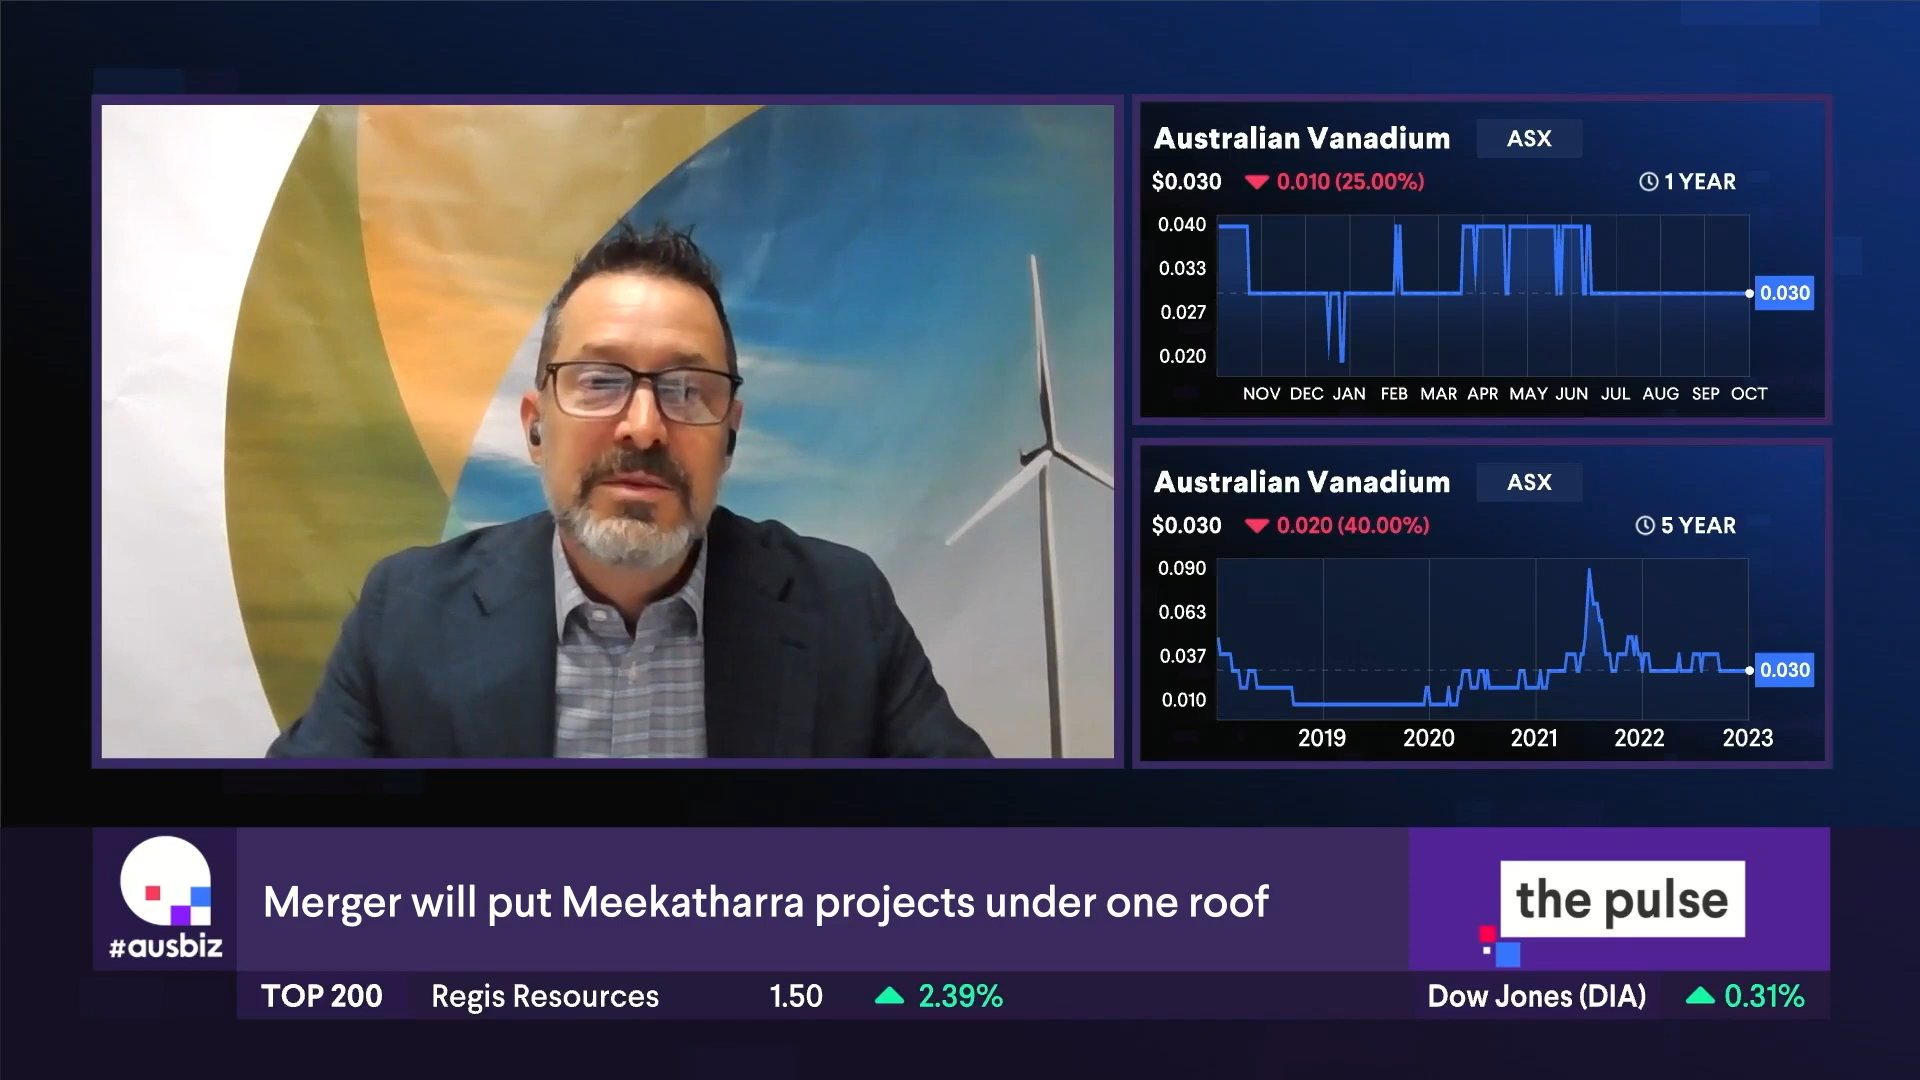 Australian Vanadium ASX
$0.030 0.010 (25.00%) 1 YEAR
0.040
0.033
0.030
0.027
0.020
NOV DEC JAN FEB MAR APR MAY JUN JUL AUG SEP OCT
Australian Vanadium ASX
$0.030 0.020 (40.00%) 5 YEAR
0.090
0.063
0.037
0.030
0.010
2019 2020 2021 2022 2023
Merger will put Meekatharra projects under one roof
the pulse
#ausbiz
TOP 200 Regis Resources 1.50 2.39% Dow Jones (DIA) 0.31%